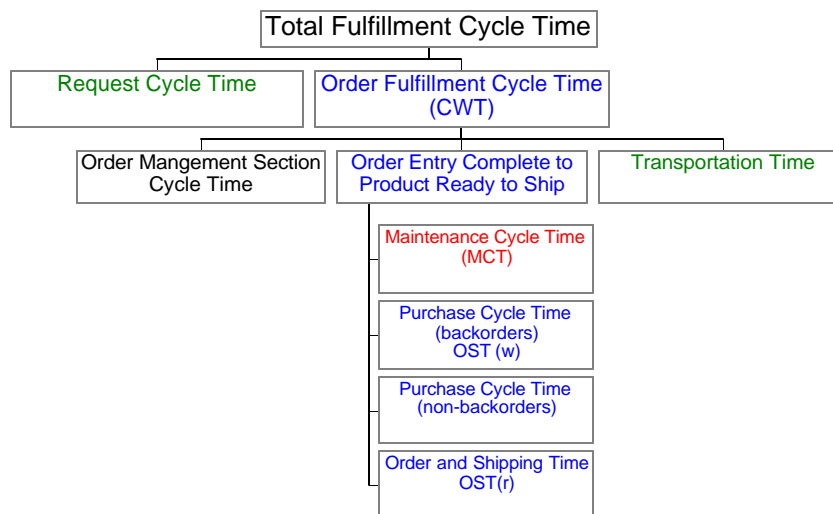 Total Fulfillment Cycle Time
Request Cycle Time
Order Fulfillment Cycle Time
(CWT)
Order Mangement Section
Cycle Time
Order Entry Complete to
Product Ready to Ship
Transportation Time
Maintenance Cycle Time
(MCT)
Purchase Cycle Time
(backorders)
OST (w)
Purchase Cycle Time
(non-backorders)
Order and Shipping Time
OST(r)